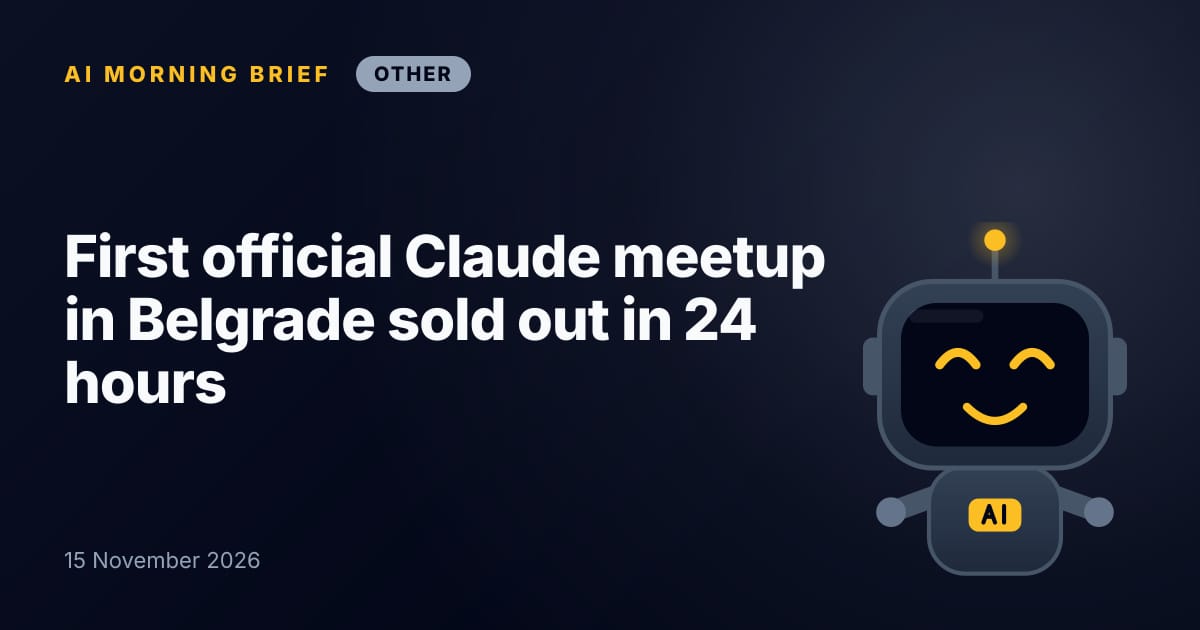 AI MORNING BRIEF OTHER
First official Claude meetup
in Belgrade sold out in 24
hours
AI
15 November 2026